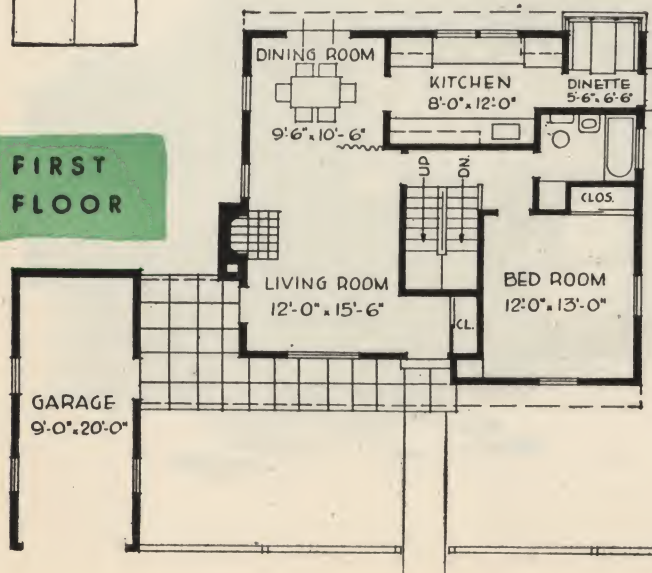 FIRST
FLOOR
DINING ROOM
9'-6" x 10'-6"
KITCHEN
8'-0" x 12'-0"
DINETTE
5'-6" x 6'-6"
UP
DN.
CLOS.
LIVING ROOM
12'-0" x 15'-6"
BED ROOM
12'-0" x 13'-0"
CL.
GARAGE
9'-0" x 20'-0"